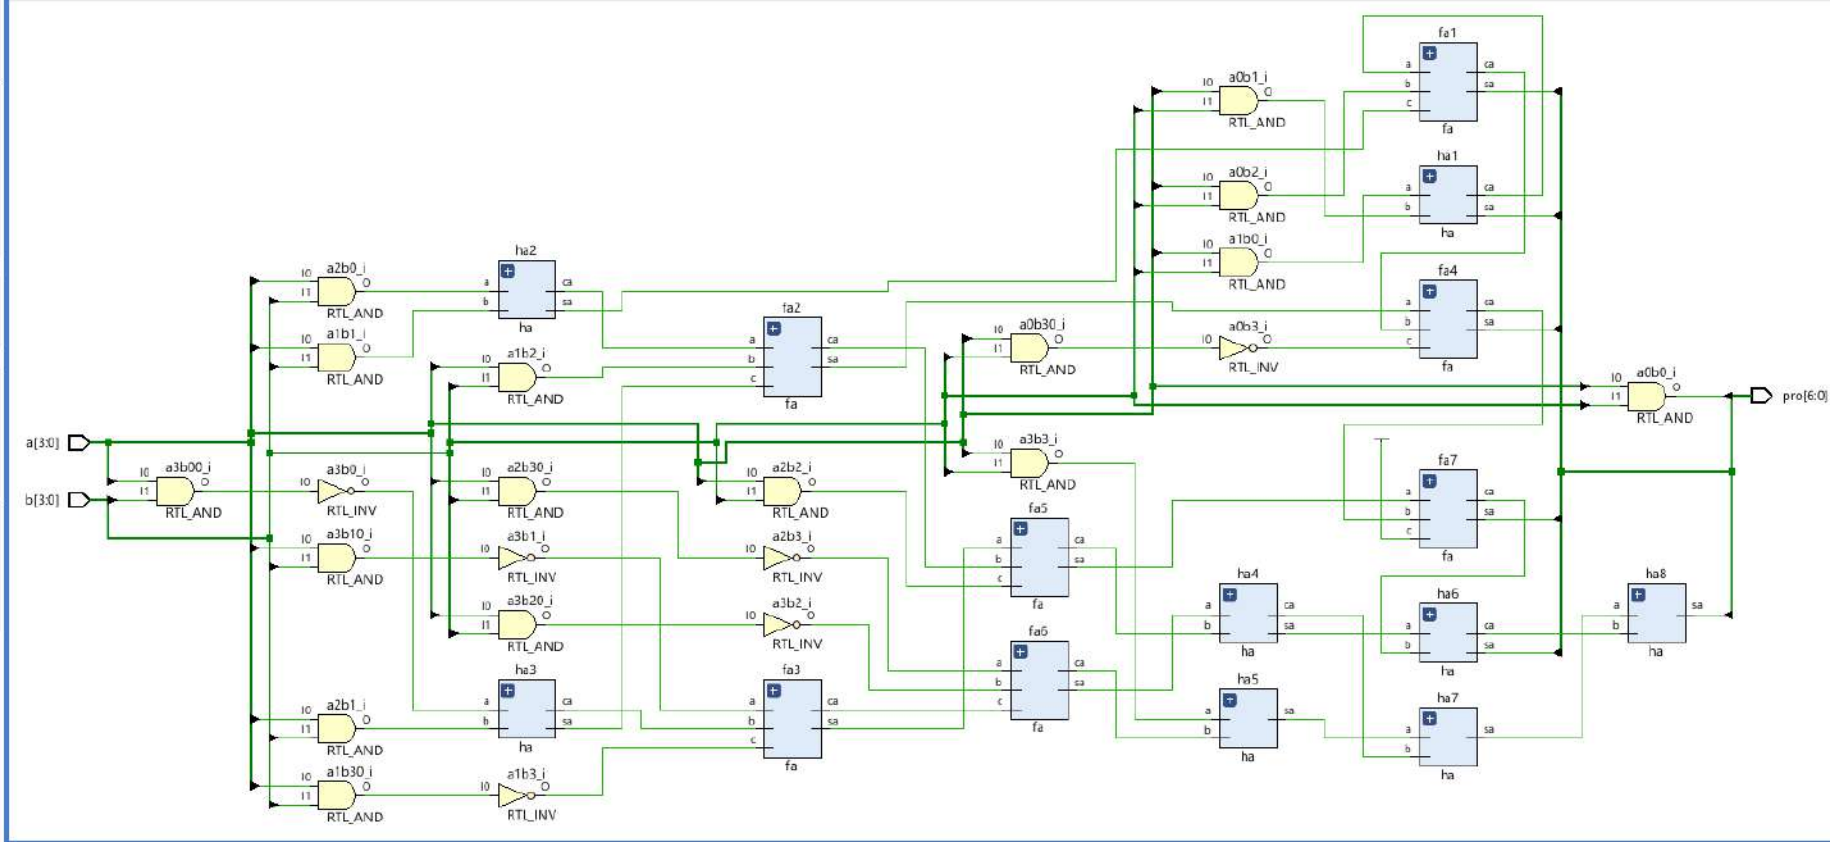 fa1
a
b
c
ca
sa
fa
a0b1_i
I0
I1
O
RTL_AND
ha1
a
b
ca
sa
ha
a0b2_i
I0
I1
O
RTL_AND
a1b0_i
I0
I1
O
RTL_AND
ha2
a
b
ca
sa
ha
a2b0_i
I0
I1
O
RTL_AND
fa4
a
b
c
ca
sa
fa
fa2
a
b
c
ca
sa
fa
a1b1_i
I0
I1
O
RTL_AND
a0b30_i
I0
I1
O
RTL_AND
a0b3_i
I0
O
RTL_INV
a1b2_i
I0
I1
O
RTL_AND
a0b0_i
I0
I1
O
RTL_AND
pro[6:0]
a[3:0]
b[3:0]
a3b00_i
I0
I1
O
RTL_AND
a3b0_i
I0
O
RTL_INV
a2b30_i
I0
I1
O
RTL_AND
a2b2_i
I0
I1
O
RTL_AND
a3b3_i
I0
I1
O
RTL_AND
fa7
a
b
c
ca
sa
fa
a3b10_i
I0
I1
O
RTL_AND
a3b1_i
I0
O
RTL_INV
a2b3_i
I0
O
RTL_INV
fa5
a
b
c
ca
sa
fa
a3b20_i
I0
I1
O
RTL_AND
a3b2_i
I0
O
RTL_INV
ha4
a
b
ca
sa
ha
ha6
a
b
ca
sa
ha
ha8
a
b
sa
ha
fa6
a
b
c
ca
sa
fa
ha3
a
b
ca
sa
ha
fa3
a
b
c
ca
sa
fa
ha5
a
b
sa
ha
ha7
a
b
sa
ha
a2b1_i
I0
I1
O
RTL_AND
a1b30_i
I0
I1
O
RTL_AND
a1b3_i
I0
O
RTL_INV